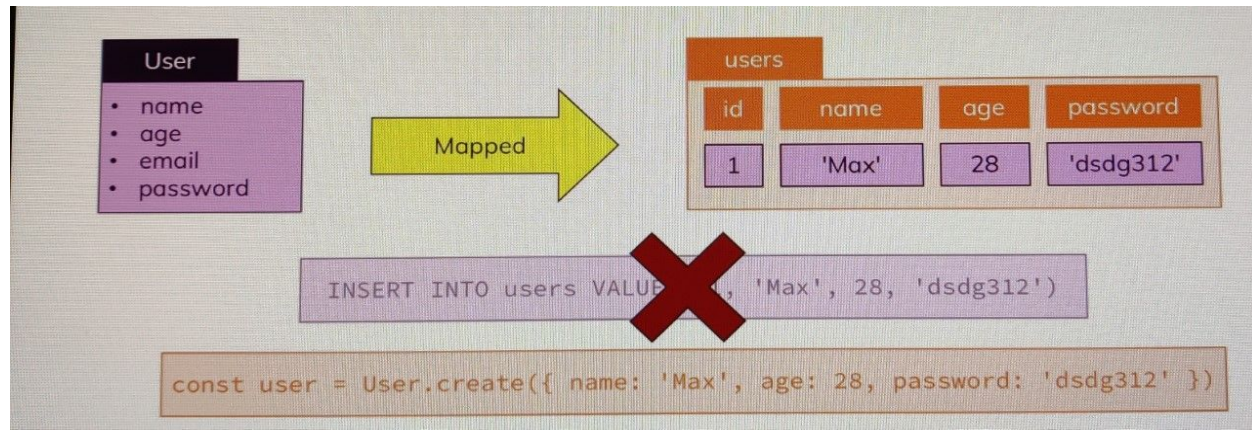 User
• name
• age
• email
• password
Mapped
users
id name age password
1 'Max' 28 'dsdg312'
INSERT INTO users VALUE , 'Max', 28, 'dsdg312')
const user = User.create({ name: 'Max', age: 28, password: 'dsdg312' })